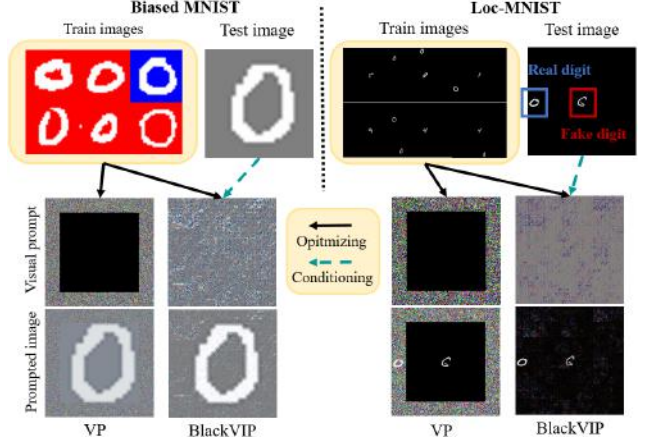 Biased MNIST
Loc-MNIST
Train images
Test image
Train images
Test image
Real digit
Fake digit
Visual prompt
Opitmizing
Conditioning
Prompted image
VP
BlackVIP
VP
BlackVIP